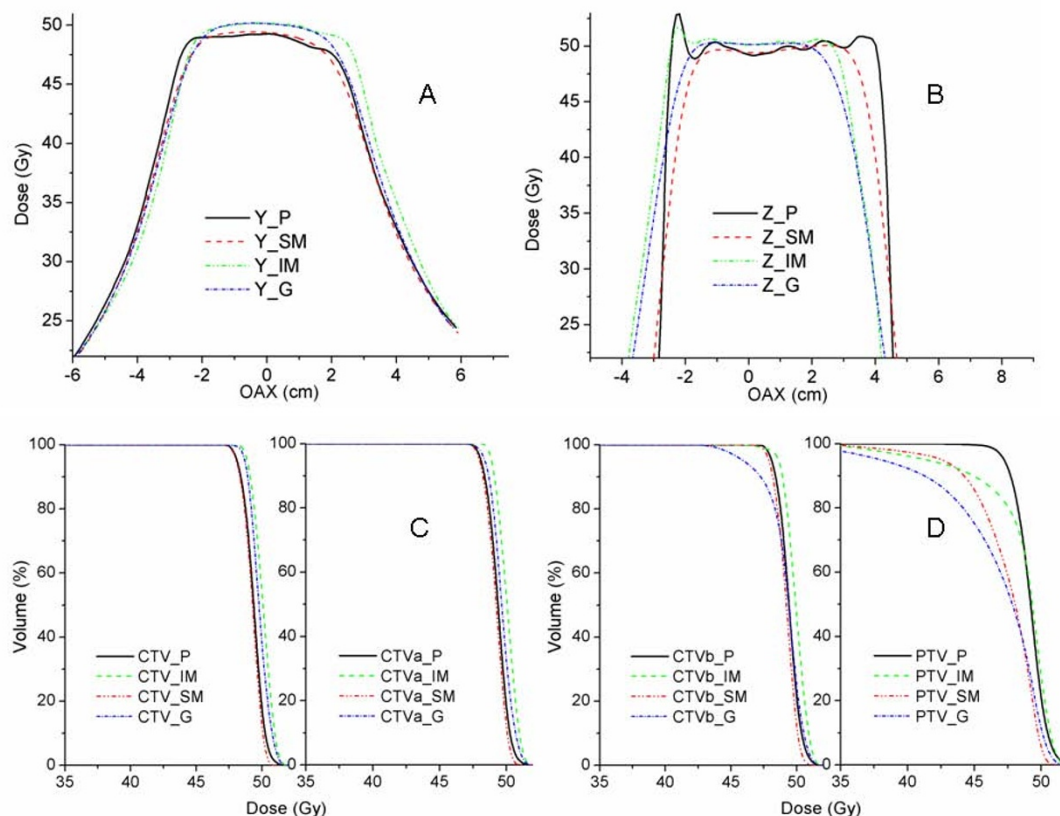 50
45
40
35
30
25
Dose (Gy)
A
Y_P
Y_SM
Y_IM
Y_G
-6 -4 -2 0 2 4 6
OAX (cm)
50
45
50
35
50
25
Dose (Gy)
B
Z_P
Z_SM
Z_IM
Z_G
-4 -2 0 2 4 6 8
OAX (cm)
100
80
60
40
20
0
Volume (%)
CTV_P
CTV_IM
CTV_SM
CTV_G
35 40 45 50
100
80
60
40
20
0
C
CTVa_P
CTVa_IM
CTVa_SM
CTVa_G
35 40 45 50
Dose (Gy)
100
80
60
40
20
0
Volume (%)
CTVb_P
CTVb_IM
CTVb_SM
CTVb_G
35 40 45 50
100
80
60
40
20
0
D
PTV_P
PTV_IM
PTV_SM
PTV_G
35 40 45 50
Dose (Gy)